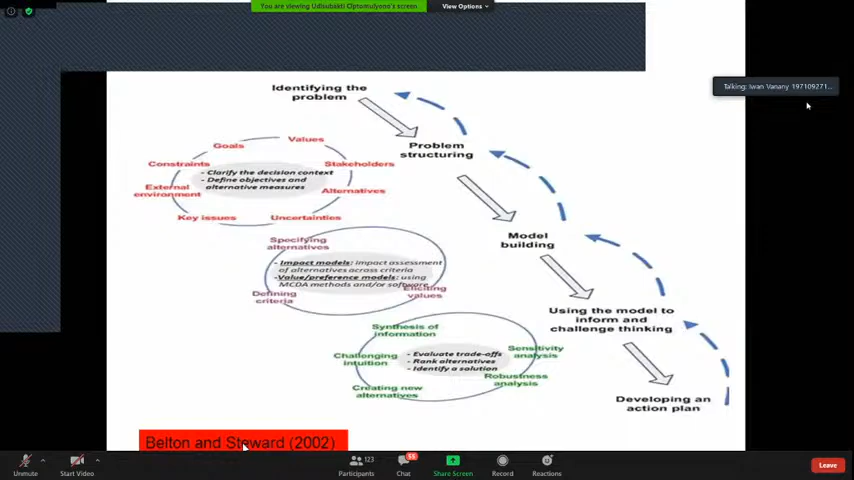 You are viewing Udisubakti Ciptomulyono's screen
View Options
Talking: Iwan Vanany 197109271...
Identifying the
problem
Problem
structuring
Model
building
Using the model to
inform and
challenge thinking
Developing an
action plan
Goals
Values
Constraints
Stakeholders
External
environment
Alternatives
Key issues
Uncertainties
- Clarify the decision context
- Define objectives and
alternative measures
Specifying
alternatives
- Impact models: impact assessment
of alternatives across criteria
- Value/preference models: using
MCDA methods and/or software
Defining
criteria
Eliciting
values
Synthesis of
information
Challenging
intuition
Sensitivity
analysis
- Evaluate trade-offs
- Rank alternatives
- Identify a solution
Robustness
analysis
Creating new
alternatives
Belton and Steward (2002)
Unmute
Start Video
123
Participants
55
Chat
Share Screen
Record
Reactions
Leave